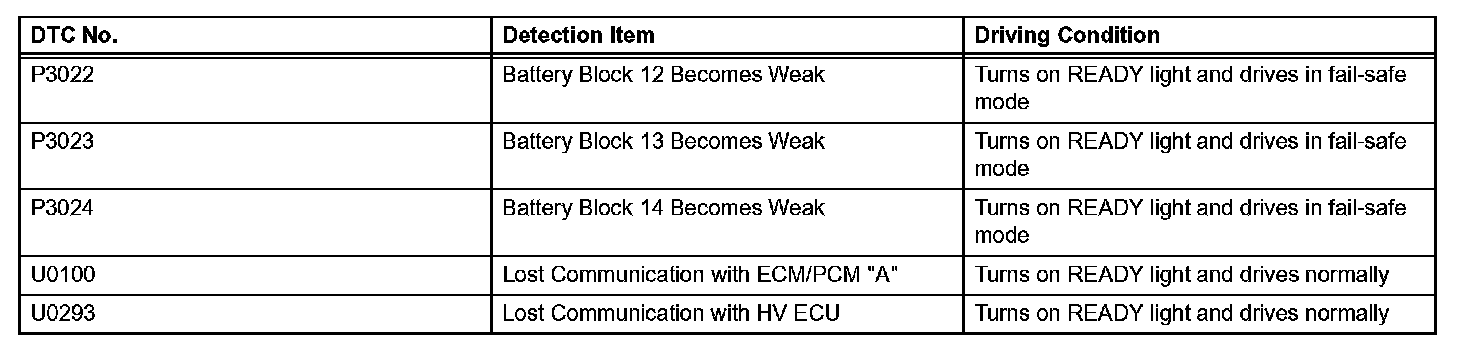 DTC No. Detection Item Driving Condition
P3022 Battery Block 12 Becomes Weak Turns on READY light and drives in fail-safe
mode
P3023 Battery Block 13 Becomes Weak Turns on READY light and drives in fail-safe
mode
P3024 Battery Block 14 Becomes Weak Turns on READY light and drives in fail-safe
mode
U0100 Lost Communication with ECM/PCM "A" Turns on READY light and drives normally
U0293 Lost Communication with HV ECU Turns on READY light and drives normally